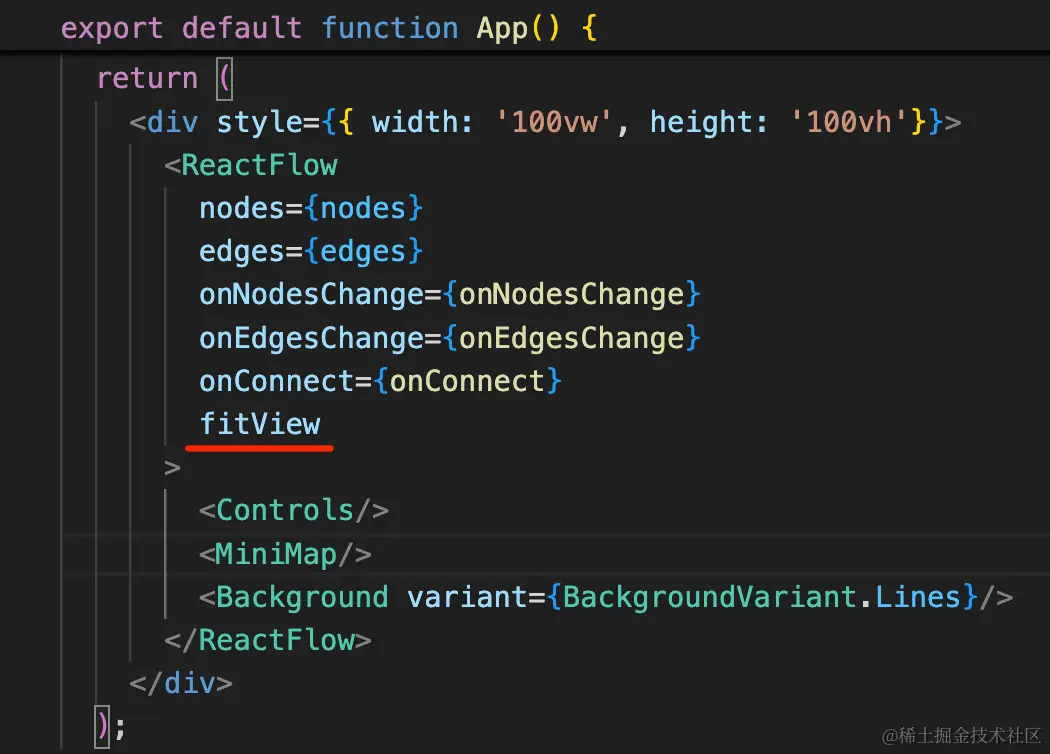 export default function App() {
return (
<div style={{ width: '100vw', height: '100vh'}}>
<ReactFlow
nodes={nodes}
edges={edges}
onNodesChange={onNodesChange}
onEdgesChange={onEdgesChange}
onConnect={onConnect}
fitView
>
<Controls/>
<MiniMap/>
<Background variant={BackgroundVariant.Lines}/>
</ReactFlow>
</div>
);
@稀土掘金技术社区